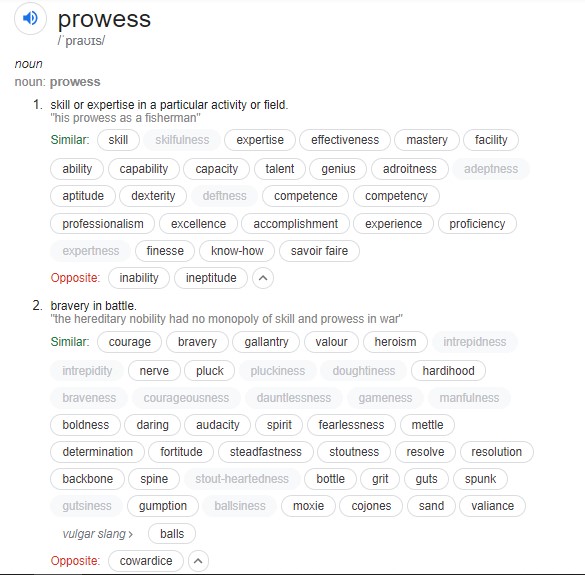 prowess
/ˈpraʊɪs/
noun
noun: prowess
1. skill or expertise in a particular activity or field.
"his prowess as a fisherman"
Similar: skill skilfulness expertise effectiveness mastery facility
ability capability capacity talent genius adroitness adeptness
aptitude dexterity deftness competence competency
professionalism excellence accomplishment experience proficiency
expertness finesse know-how savoir faire
Opposite: inability ineptitude
2. bravery in battle.
"the hereditary nobility had no monopoly of skill and prowess in war"
Similar: courage bravery gallantry valour heroism intrepidness
intrepidity nerve pluck pluckiness doughtiness hardihood
braveness courageousness dauntlessness gameness manfulness
boldness daring audacity spirit fearlessness mettle
determination fortitude steadfastness stoutness resolve resolution
backbone spine stout-heartedness bottle grit guts spunk
gutsiness gumption ballsiness moxie cojones sand valiance
vulgar slang > balls
Opposite: cowardice